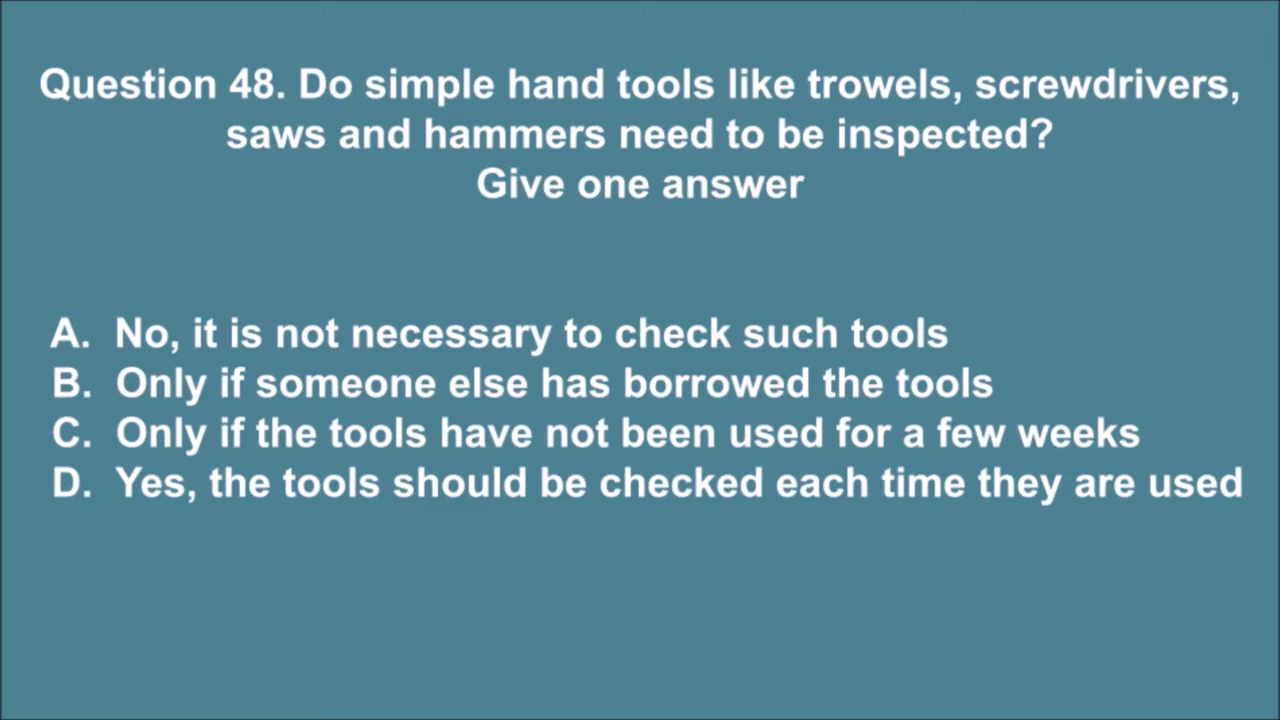 Question 48. Do simple hand tools like trowels, screwdrivers,
saws and hammers need to be inspected?
Give one answer
A. No, it is not necessary to check such tools
B. Only if someone else has borrowed the tools
C. Only if the tools have not been used for a few weeks
D. Yes, the tools should be checked each time they are used